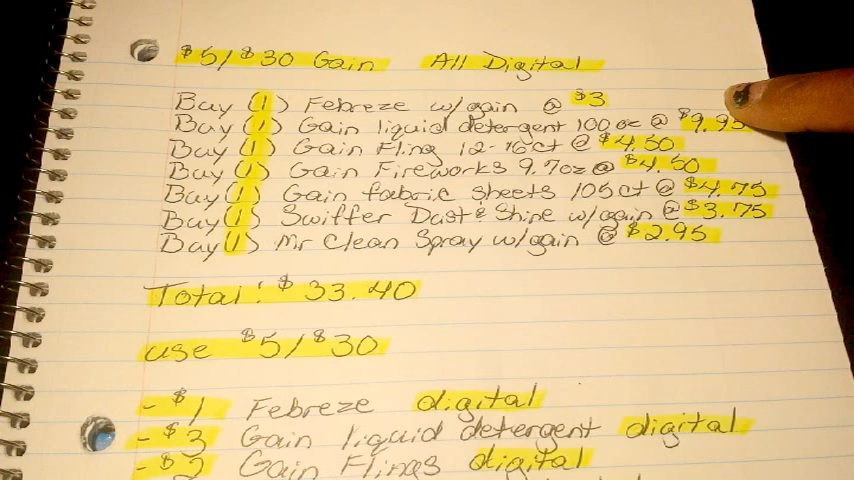 $5/$30 Gain All Digital
Buy (1) Febreze w/gain @ $3
Buy (1) Gain liquid detergent 100 oz @ $9.95
Buy (1) Gain Fling 12-16ct @ $4.50
Buy (1) Gain Fireworks 9.7oz @ $4.50
Buy (1) Gain fabric sheets 105 ct @ $4.75
Buy (1) Swiffer Dust & Shine w/gain @ $3.75
Buy (1) Mr Clean Spray w/gain @ $2.95
Total: $33.40
use $5/$30
- $1 Febreze digital
- $3 Gain liquid detergent digital
- $2 Gain Flings digital